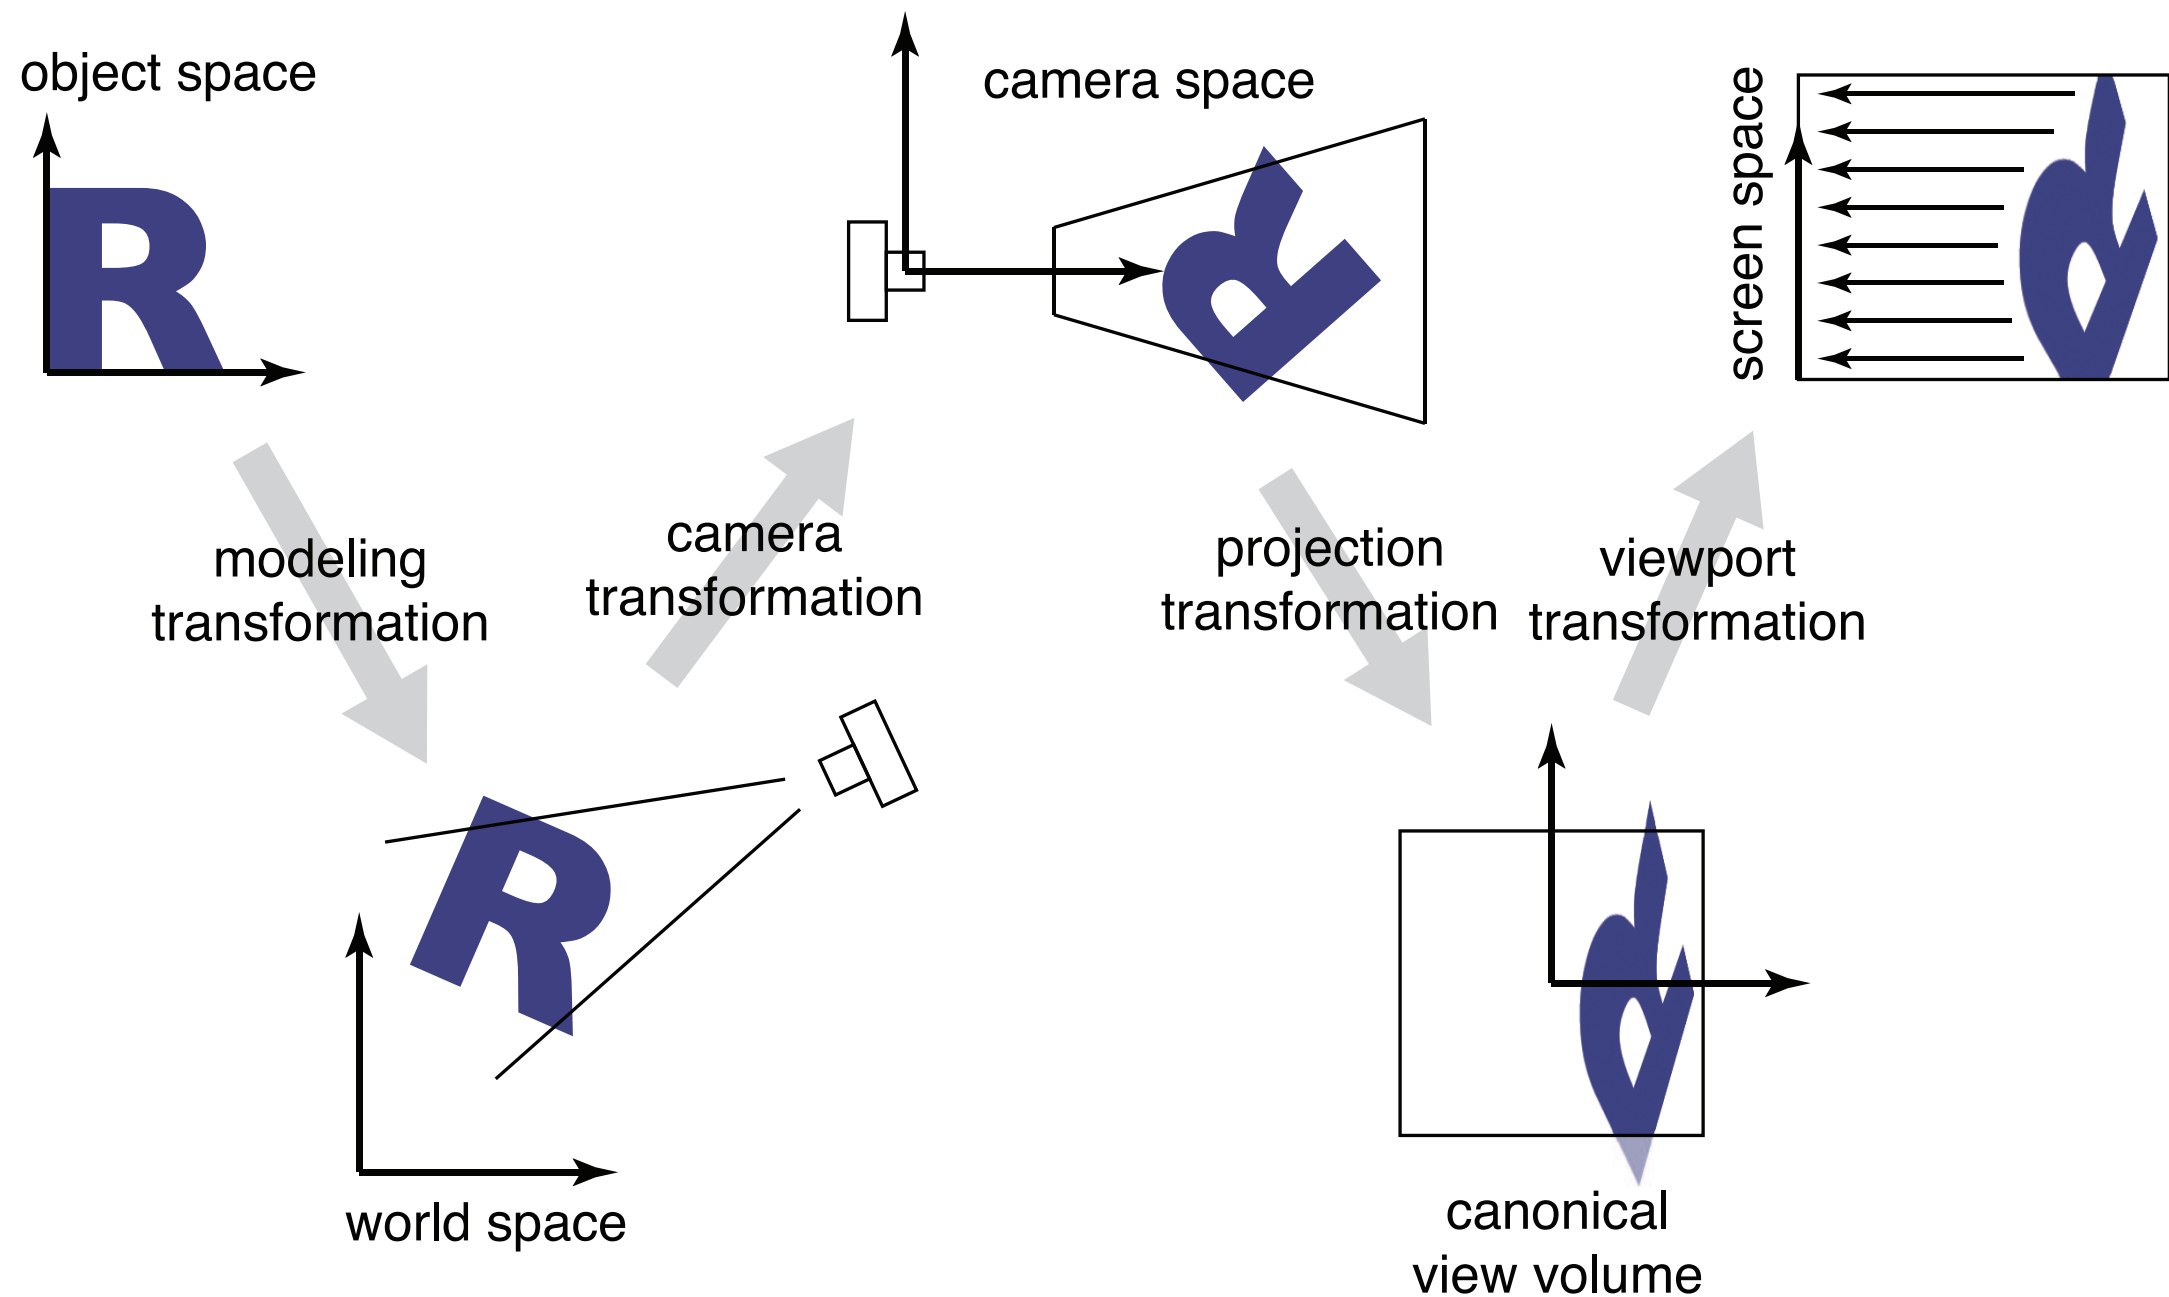 object space
camera space
screen space
modeling
transformation
camera
transformation
projection
transformation
viewport
transformation
world space
canonical
view volume